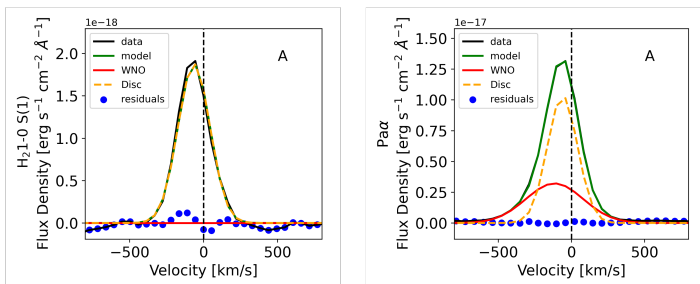 1e−18
H₂1-0 S(1)
Flux Density [erg s⁻¹ cm⁻² Å⁻¹]
2.0
1.5
1.0
0.5
0.0
data
model
WNO
Disc
residuals
A
−500
0
500
Velocity [km/s]
1e−17
Paα
Flux Density [erg s⁻¹ cm⁻² Å⁻¹]
1.50
1.25
1.00
0.75
0.50
0.25
0.00
data
model
WNO
Disc
residuals
A
−500
0
500
Velocity [km/s]